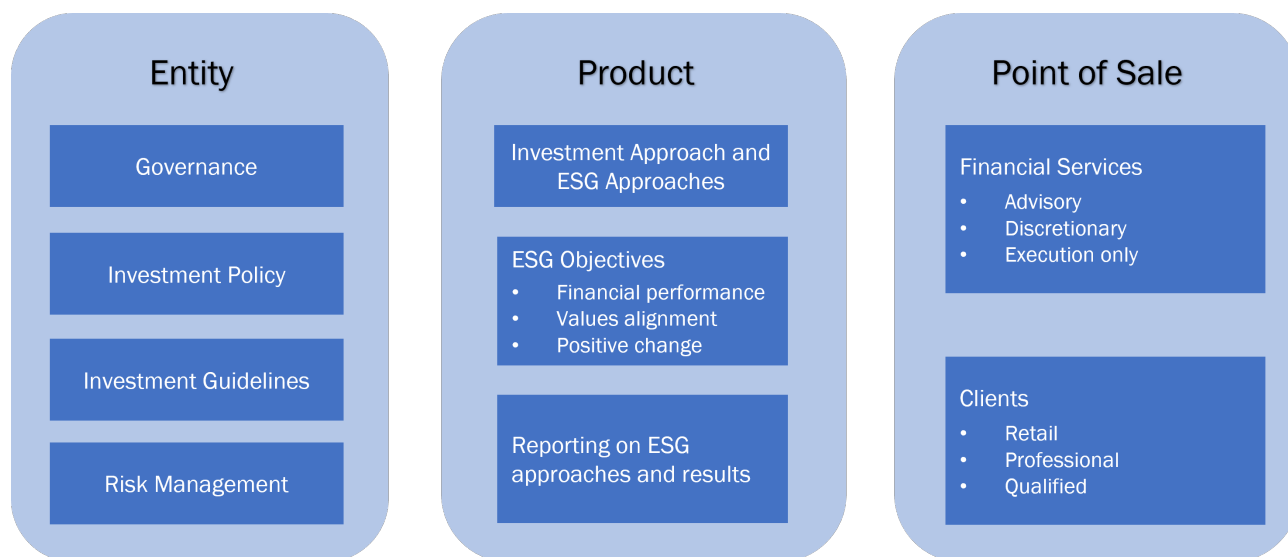 Entity
Governance
Investment Policy
Investment Guidelines
Risk Management
Product
Investment Approach and
ESG Approaches
ESG Objectives
• Financial performance
• Values alignment
• Positive change
Reporting on ESG
approaches and results
Point of Sale
Financial Services
• Advisory
• Discretionary
• Execution only
Clients
• Retail
• Professional
• Qualified